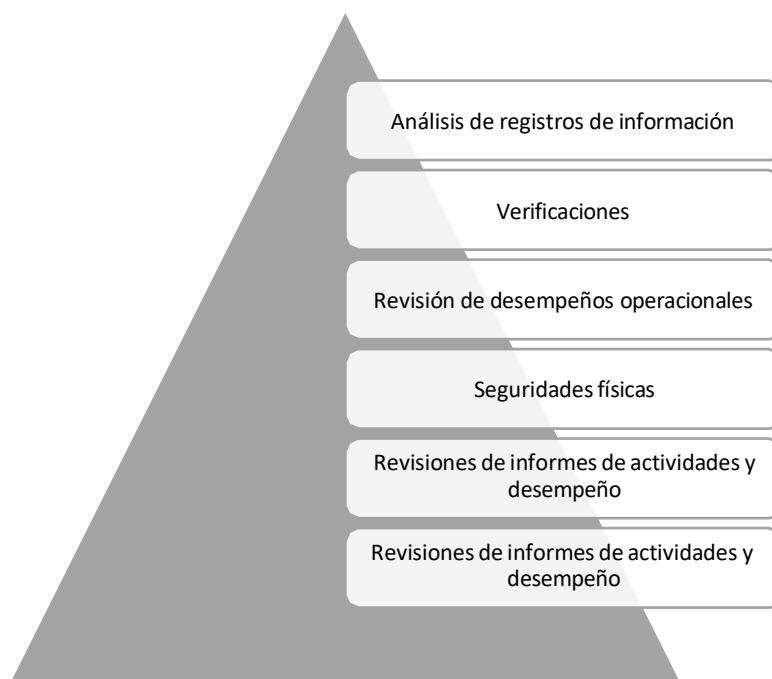 Análisis de registros de información
Verificaciones
Revisión de desempeños operacionales
Seguridades físicas
Revisiones de informes de actividades y
desempeño
Revisiones de informes de actividades y
desempeño